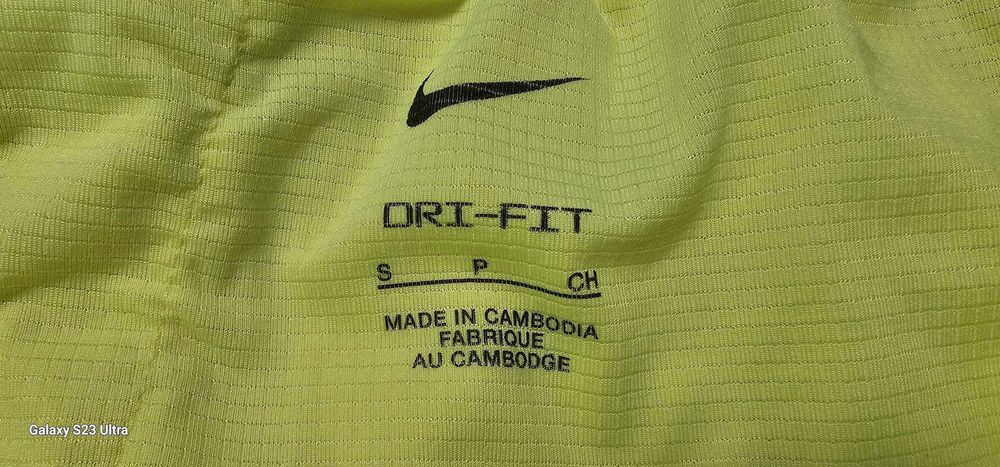 DRI-FIT
S P CH
MADE IN CAMBODIA
FABRIQUE
AU CAMBODGE
Galaxy S23 Ultra